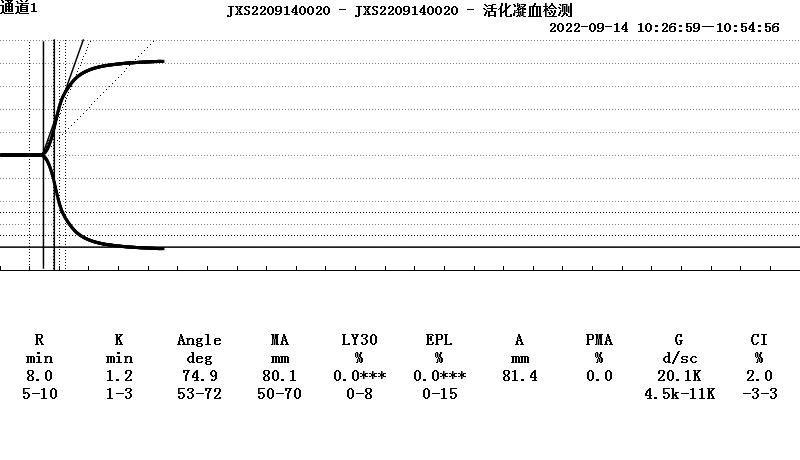 通道1
JXS2209140020 - JXS2209140020 - 活化凝血检测
2022-09-14 10:26:59—10:54:56
R K Angle MA LY30 EPL A PMA G CI
min min deg mm % % mm % d/sc %
8.0 1.2 74.9 80.1 0.0*** 0.0*** 81.4 0.0 20.1K 2.0
5-10 1-3 53-72 50-70 0-8 0-15 4.5k-11K -3-3